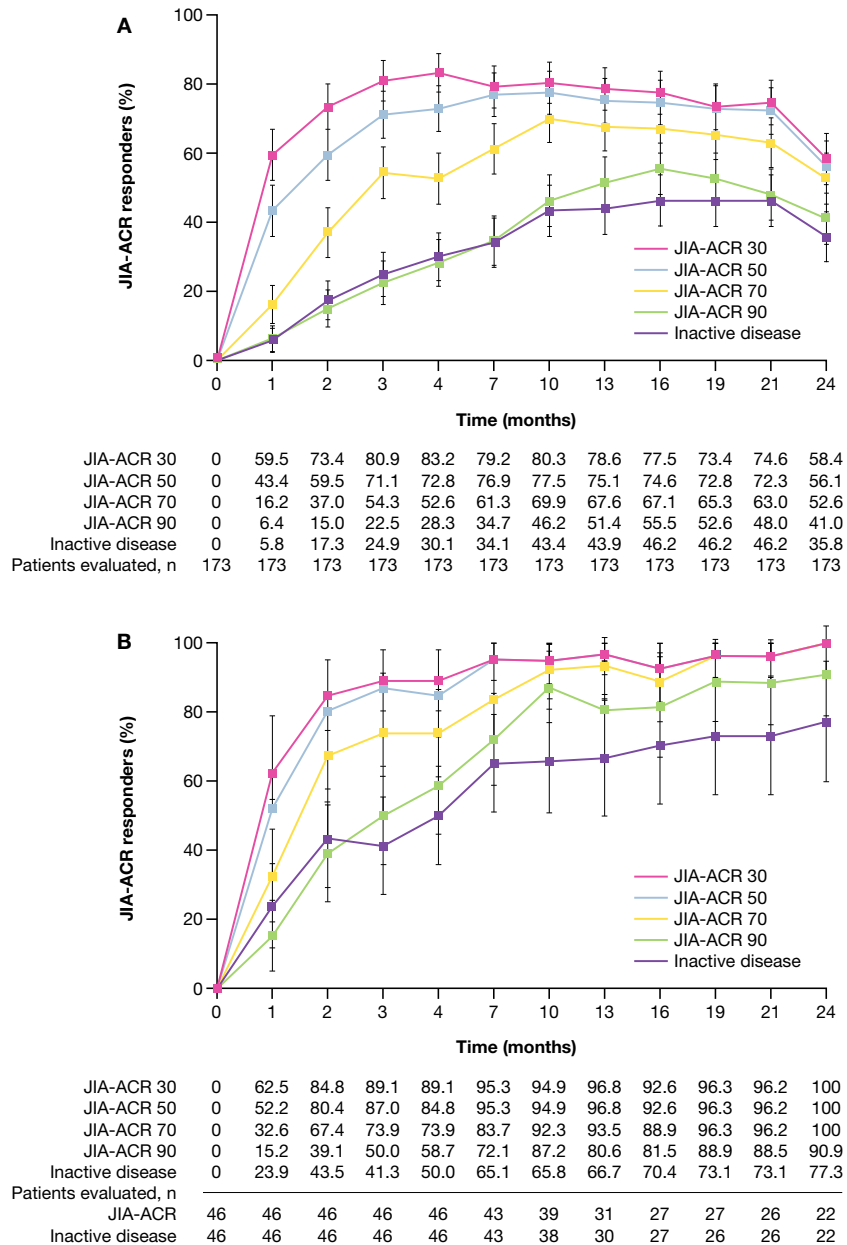 A
JIA-ACR responders (%)
100
80
60
40
20
0
JIA-ACR 30
JIA-ACR 50
JIA-ACR 70
JIA-ACR 90
Inactive disease
0 1 2 3 4 7 10 13 16 19 21 24
Time (months)
JIA-ACR 30 0 59.5 73.4 80.9 83.2 79.2 80.3 78.6 77.5 73.4 74.6 58.4
JIA-ACR 50 0 43.4 59.5 71.1 72.8 76.9 77.5 75.1 74.6 72.8 72.3 56.1
JIA-ACR 70 0 16.2 37.0 54.3 52.6 61.3 69.9 67.6 67.1 65.3 63.0 52.6
JIA-ACR 90 0 6.4 15.0 22.5 28.3 34.7 46.2 51.4 55.5 52.6 48.0 41.0
Inactive disease 0 5.8 17.3 24.9 30.1 34.1 43.4 43.9 46.2 46.2 46.2 35.8
Patients evaluated, n 173 173 173 173 173 173 173 173 173 173 173 173
B
JIA-ACR responders (%)
100
80
60
40
20
0
JIA-ACR 30
JIA-ACR 50
JIA-ACR 70
JIA-ACR 90
Inactive disease
0 1 2 3 4 7 10 13 16 19 21 24
Time (months)
JIA-ACR 30 0 62.5 84.8 89.1 89.1 95.3 94.9 96.8 92.6 96.3 96.2 100
JIA-ACR 50 0 52.2 80.4 87.0 84.8 95.3 94.9 96.8 92.6 96.3 96.2 100
JIA-ACR 70 0 32.6 67.4 73.9 73.9 83.7 92.3 93.5 88.9 96.3 96.2 100
JIA-ACR 90 0 15.2 39.1 50.0 58.7 72.1 87.2 80.6 81.5 88.9 88.5 90.9
Inactive disease 0 23.9 43.5 41.3 50.0 65.1 65.8 66.7 70.4 73.1 73.1 77.3
Patients evaluated, n
JIA-ACR 46 46 46 46 46 43 39 31 27 27 26 22
Inactive disease 46 46 46 46 46 43 38 30 27 26 26 22